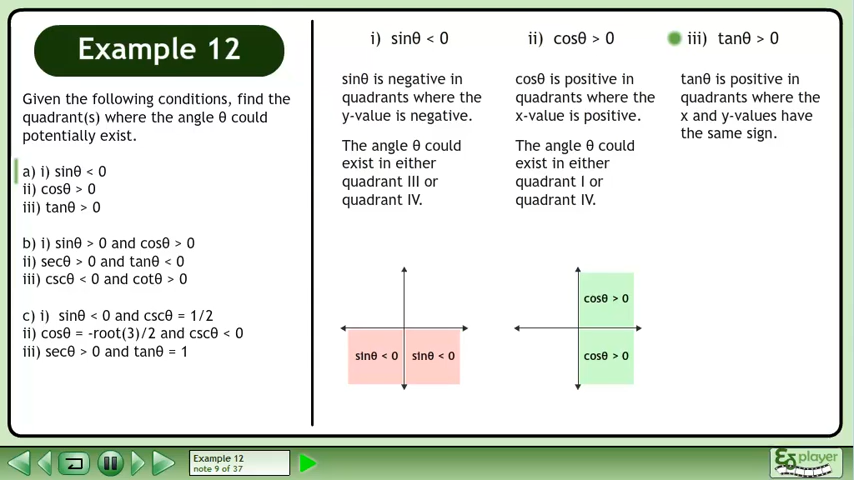 Example 12
Given the following conditions, find the
quadrant(s) where the angle θ could
potentially exist.
a) i) sinθ < 0
ii) cosθ > 0
iii) tanθ > 0
b) i) sinθ > 0 and cosθ > 0
ii) secθ > 0 and tanθ < 0
iii) cscθ < 0 and cotθ > 0
c) i) sinθ < 0 and cscθ = 1/2
ii) cosθ = -root(3)/2 and cscθ < 0
iii) secθ > 0 and tanθ = 1
i) sinθ < 0
sinθ is negative in
quadrants where the
y-value is negative.
The angle θ could
exist in either
quadrant III or
quadrant IV.
sinθ < 0
sinθ < 0
ii) cosθ > 0
cosθ is positive in
quadrants where the
x-value is positive.
The angle θ could
exist in either
quadrant I or
quadrant IV.
cosθ > 0
cosθ > 0
iii) tanθ > 0
tanθ is positive in
quadrants where the
x and y-values have
the same sign.
Example 12
note 9 of 37
player